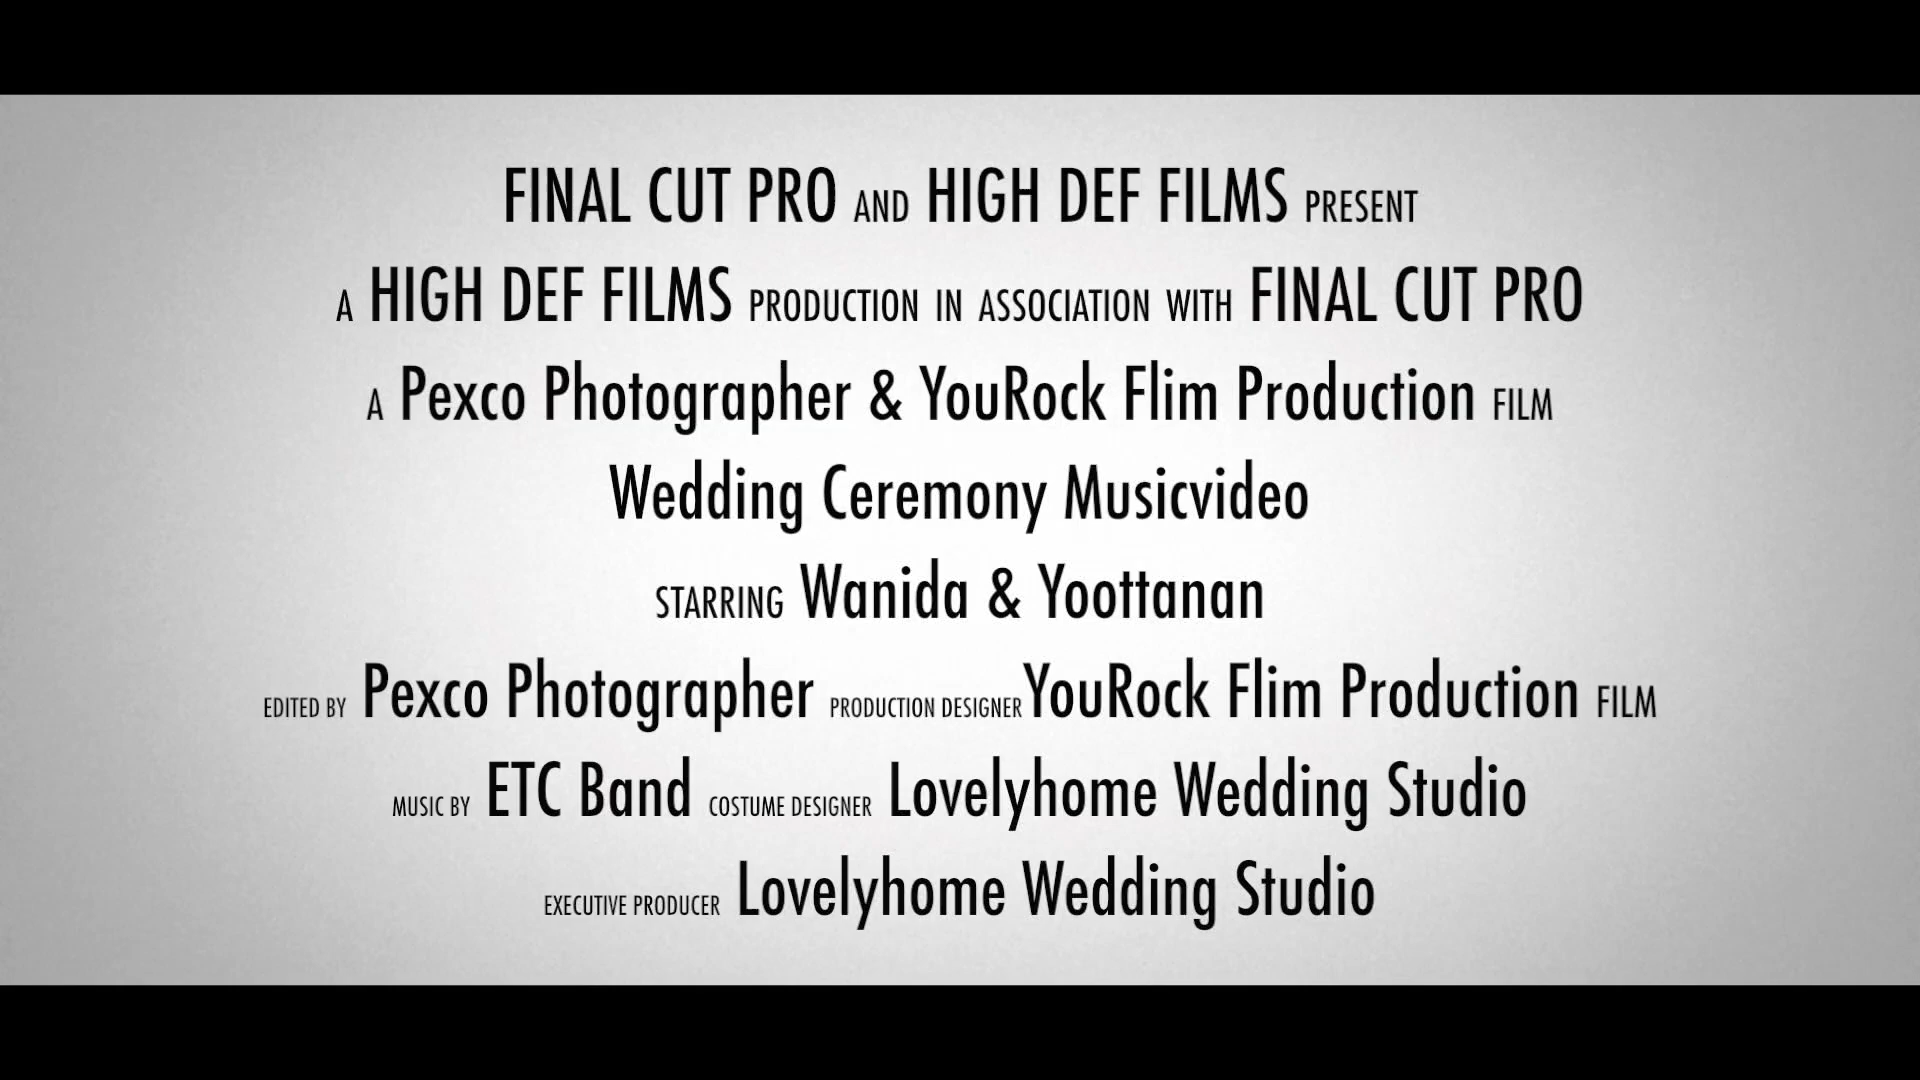 FINAL CUT PRO AND HIGH DEF FILMS PRESENT
A HIGH DEF FILMS PRODUCTION IN ASSOCIATION WITH FINAL CUT PRO
A Pexco Photographer & YouRock Flim Production FILM
Wedding Ceremony Musicvideo
STARRING Wanida & Yoottanan
EDITED BY Pexco Photographer PRODUCTION DESIGNER YouRock Flim Production FILM
MUSIC BY ETC Band COSTUME DESIGNER Lovelyhome Wedding Studio
EXECUTIVE PRODUCER Lovelyhome Wedding Studio